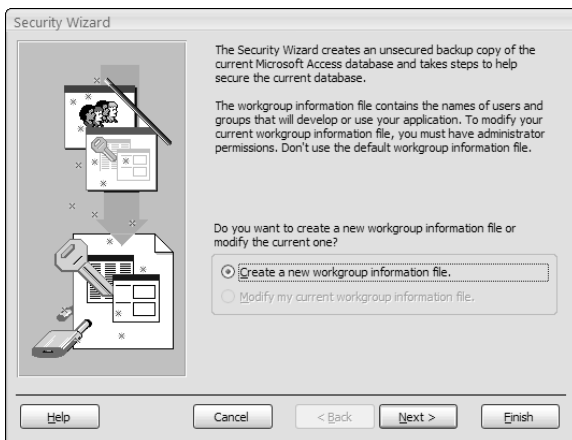 Security Wizard
The Security Wizard creates an unsecured backup copy of the
current Microsoft Access database and takes steps to help
secure the current database.
The workgroup information file contains the names of users and
groups that will develop or use your application. To modify your
current workgroup information file, you must have administrator
permissions. Don't use the default workgroup information file.
Do you want to create a new workgroup information file or
modify the current one?
Create a new workgroup information file.
Modify my current workgroup information file.
Help
Cancel
< Back
Next >
Finish